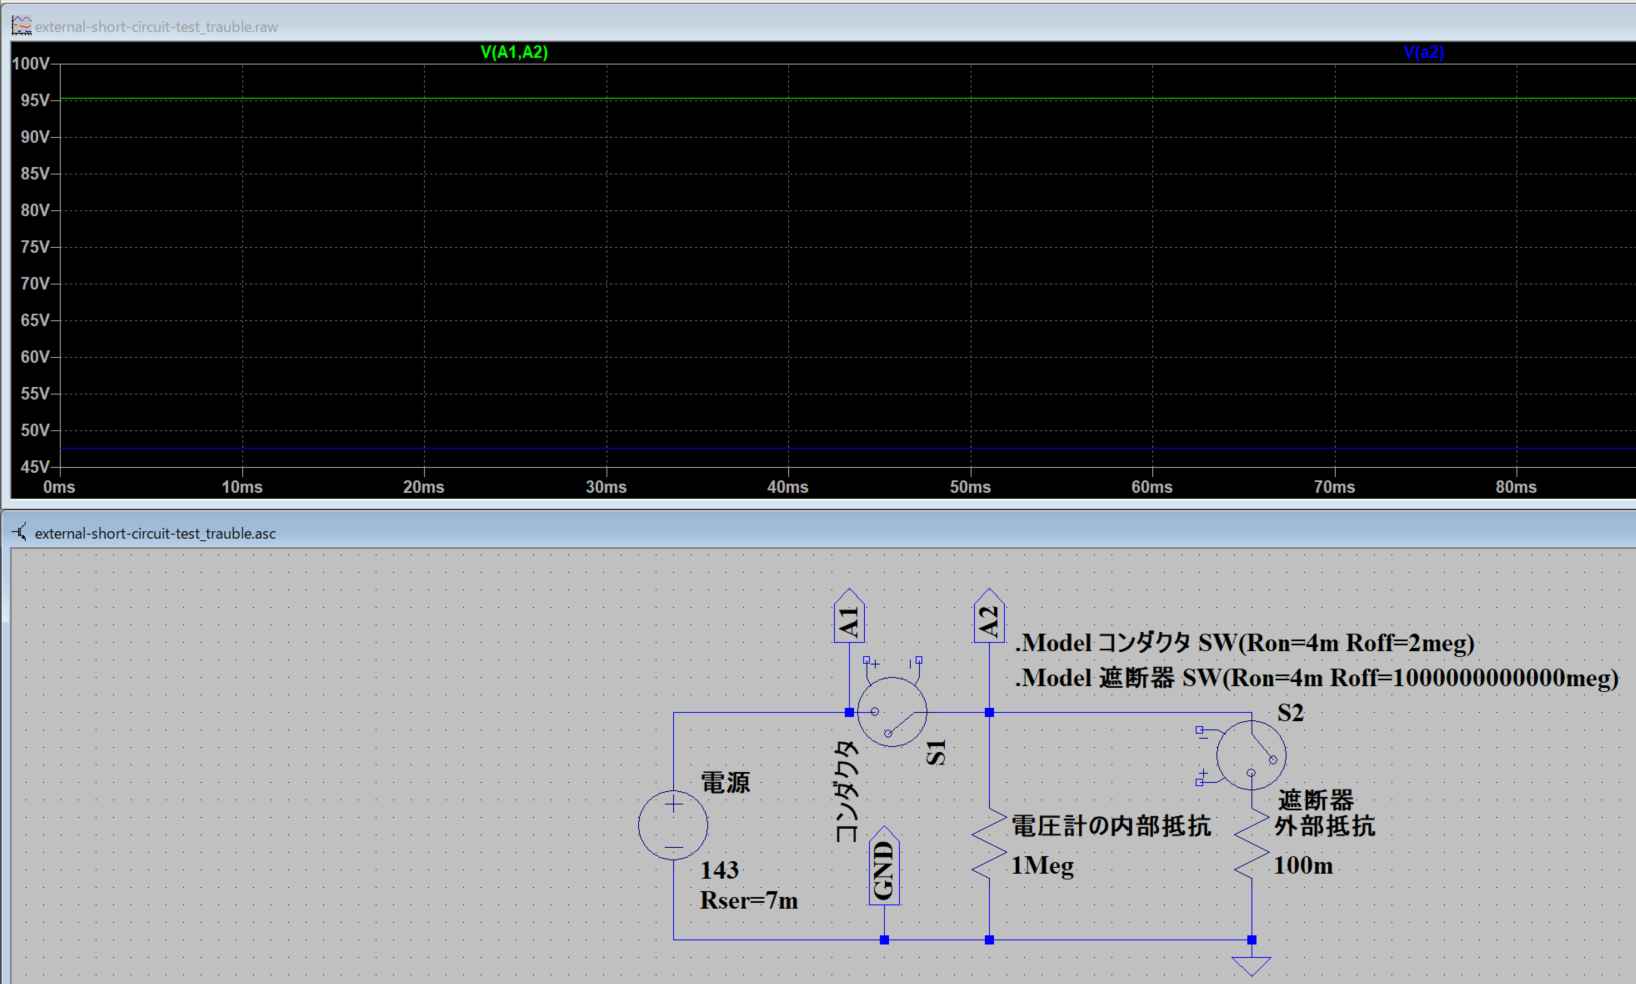 external-short-circuit-test_trauble.raw
V(A1,A2)
V(a2)
100V
95V
90V
85V
80V
75V
70V
65V
60V
55V
50V
45V
0ms
10ms
20ms
30ms
40ms
50ms
60ms
70ms
80ms
external-short-circuit-test_trauble.asc
A1
A2
.Model コンダクタ SW(Ron=4m Roff=2meg)
.Model 遮断器 SW(Ron=4m Roff=1000000000000meg)
S2
S1
コンダクタ
電源
遮断器
電圧計の内部抵抗
外部抵抗
143
GND
1Meg
100m
Rser=7m